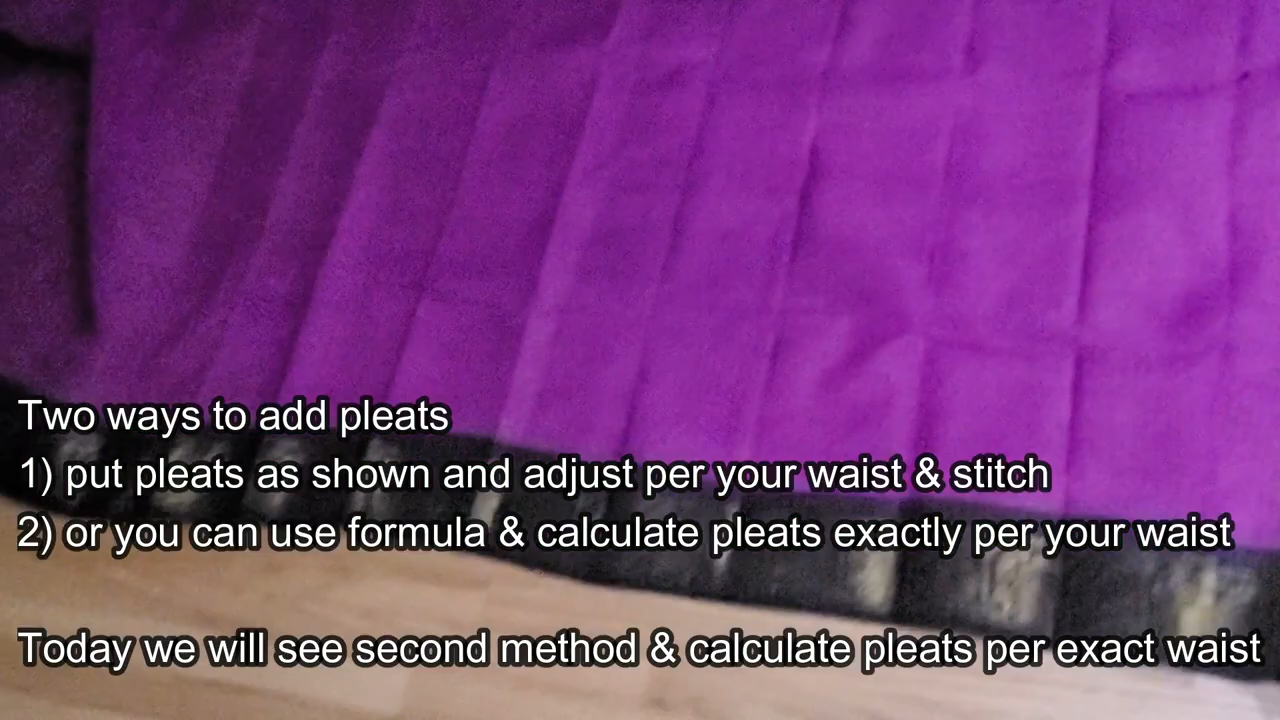 Two ways to add pleats
1) put pleats as shown and adjust per your waist & stitch
2) or you can use formula & calculate pleats exactly per your waist
Today we will see second method & calculate pleats per exact waist